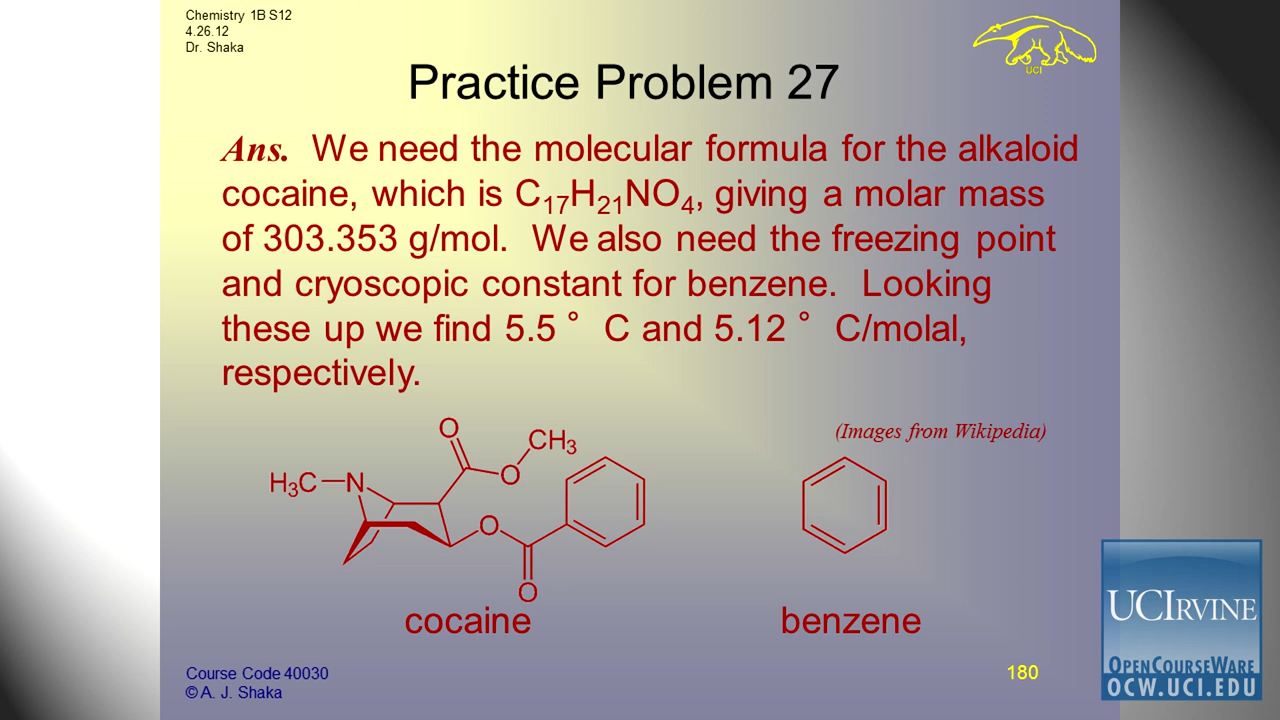 Chemistry 1B S12
4.26.12
Dr. Shaka
UCI
Practice Problem 27
Ans. We need the molecular formula for the alkaloid
cocaine, which is C₁₇H₂₁NO₄, giving a molar mass
of 303.353 g/mol. We also need the freezing point
and cryoscopic constant for benzene. Looking
these up we find 5.5 ° C and 5.12 ° C/molal,
respectively.
(Images from Wikipedia)
O
CH₃
H₃C N
O
O
O
cocaine
benzene
Course Code 40030
© A. J. Shaka
180
UCIRVINE
OPENCOURSEWARE
OCW.UCI.EDU